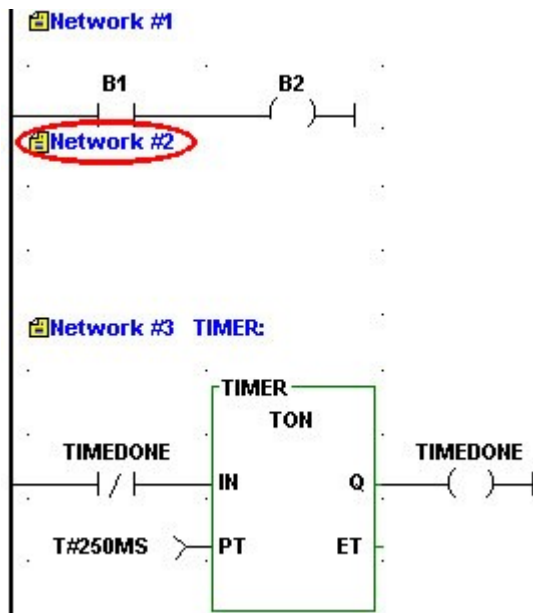 Network #1
B1 B2
Network #2
Network #3 TIMER:
TIMER
TON
TIMEDONE TIMEDONE
IN Q
T#250MS PT ET